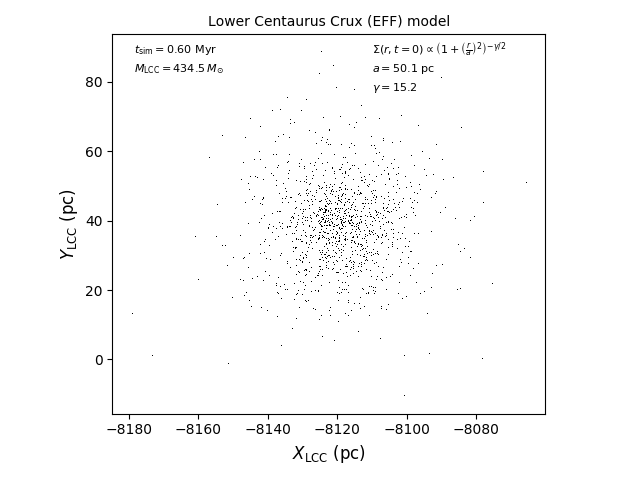 Lower Centaurus Crux (EFF) model
t_sim = 0.60 Myr
M_LCC = 434.5 M_⊙
Σ(r, t = 0) ∝ (1 + (r/a)²)^(−γ/2)
a = 50.1 pc
γ = 15.2
80
60
40
20
0
Y_LCC (pc)
−8180 −8160 −8140 −8120 −8100 −8080
X_LCC (pc)